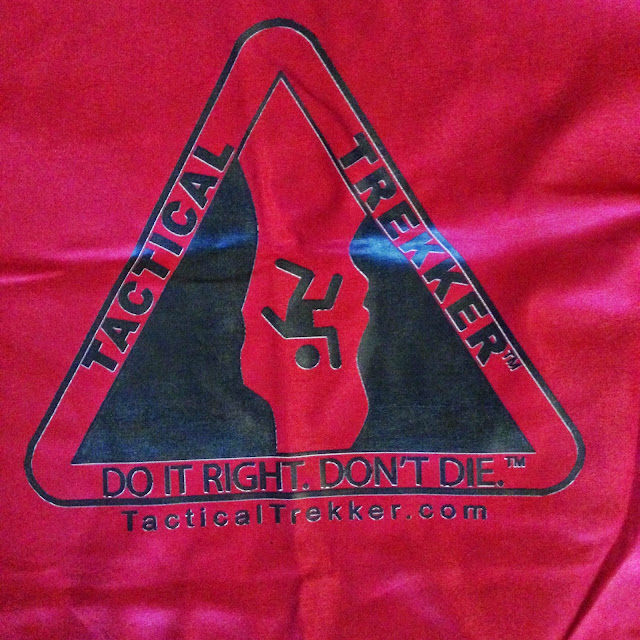 TACTICAL
TREKKER™
DO IT RIGHT. DON'T DIE.™
TacticalTrekker.com